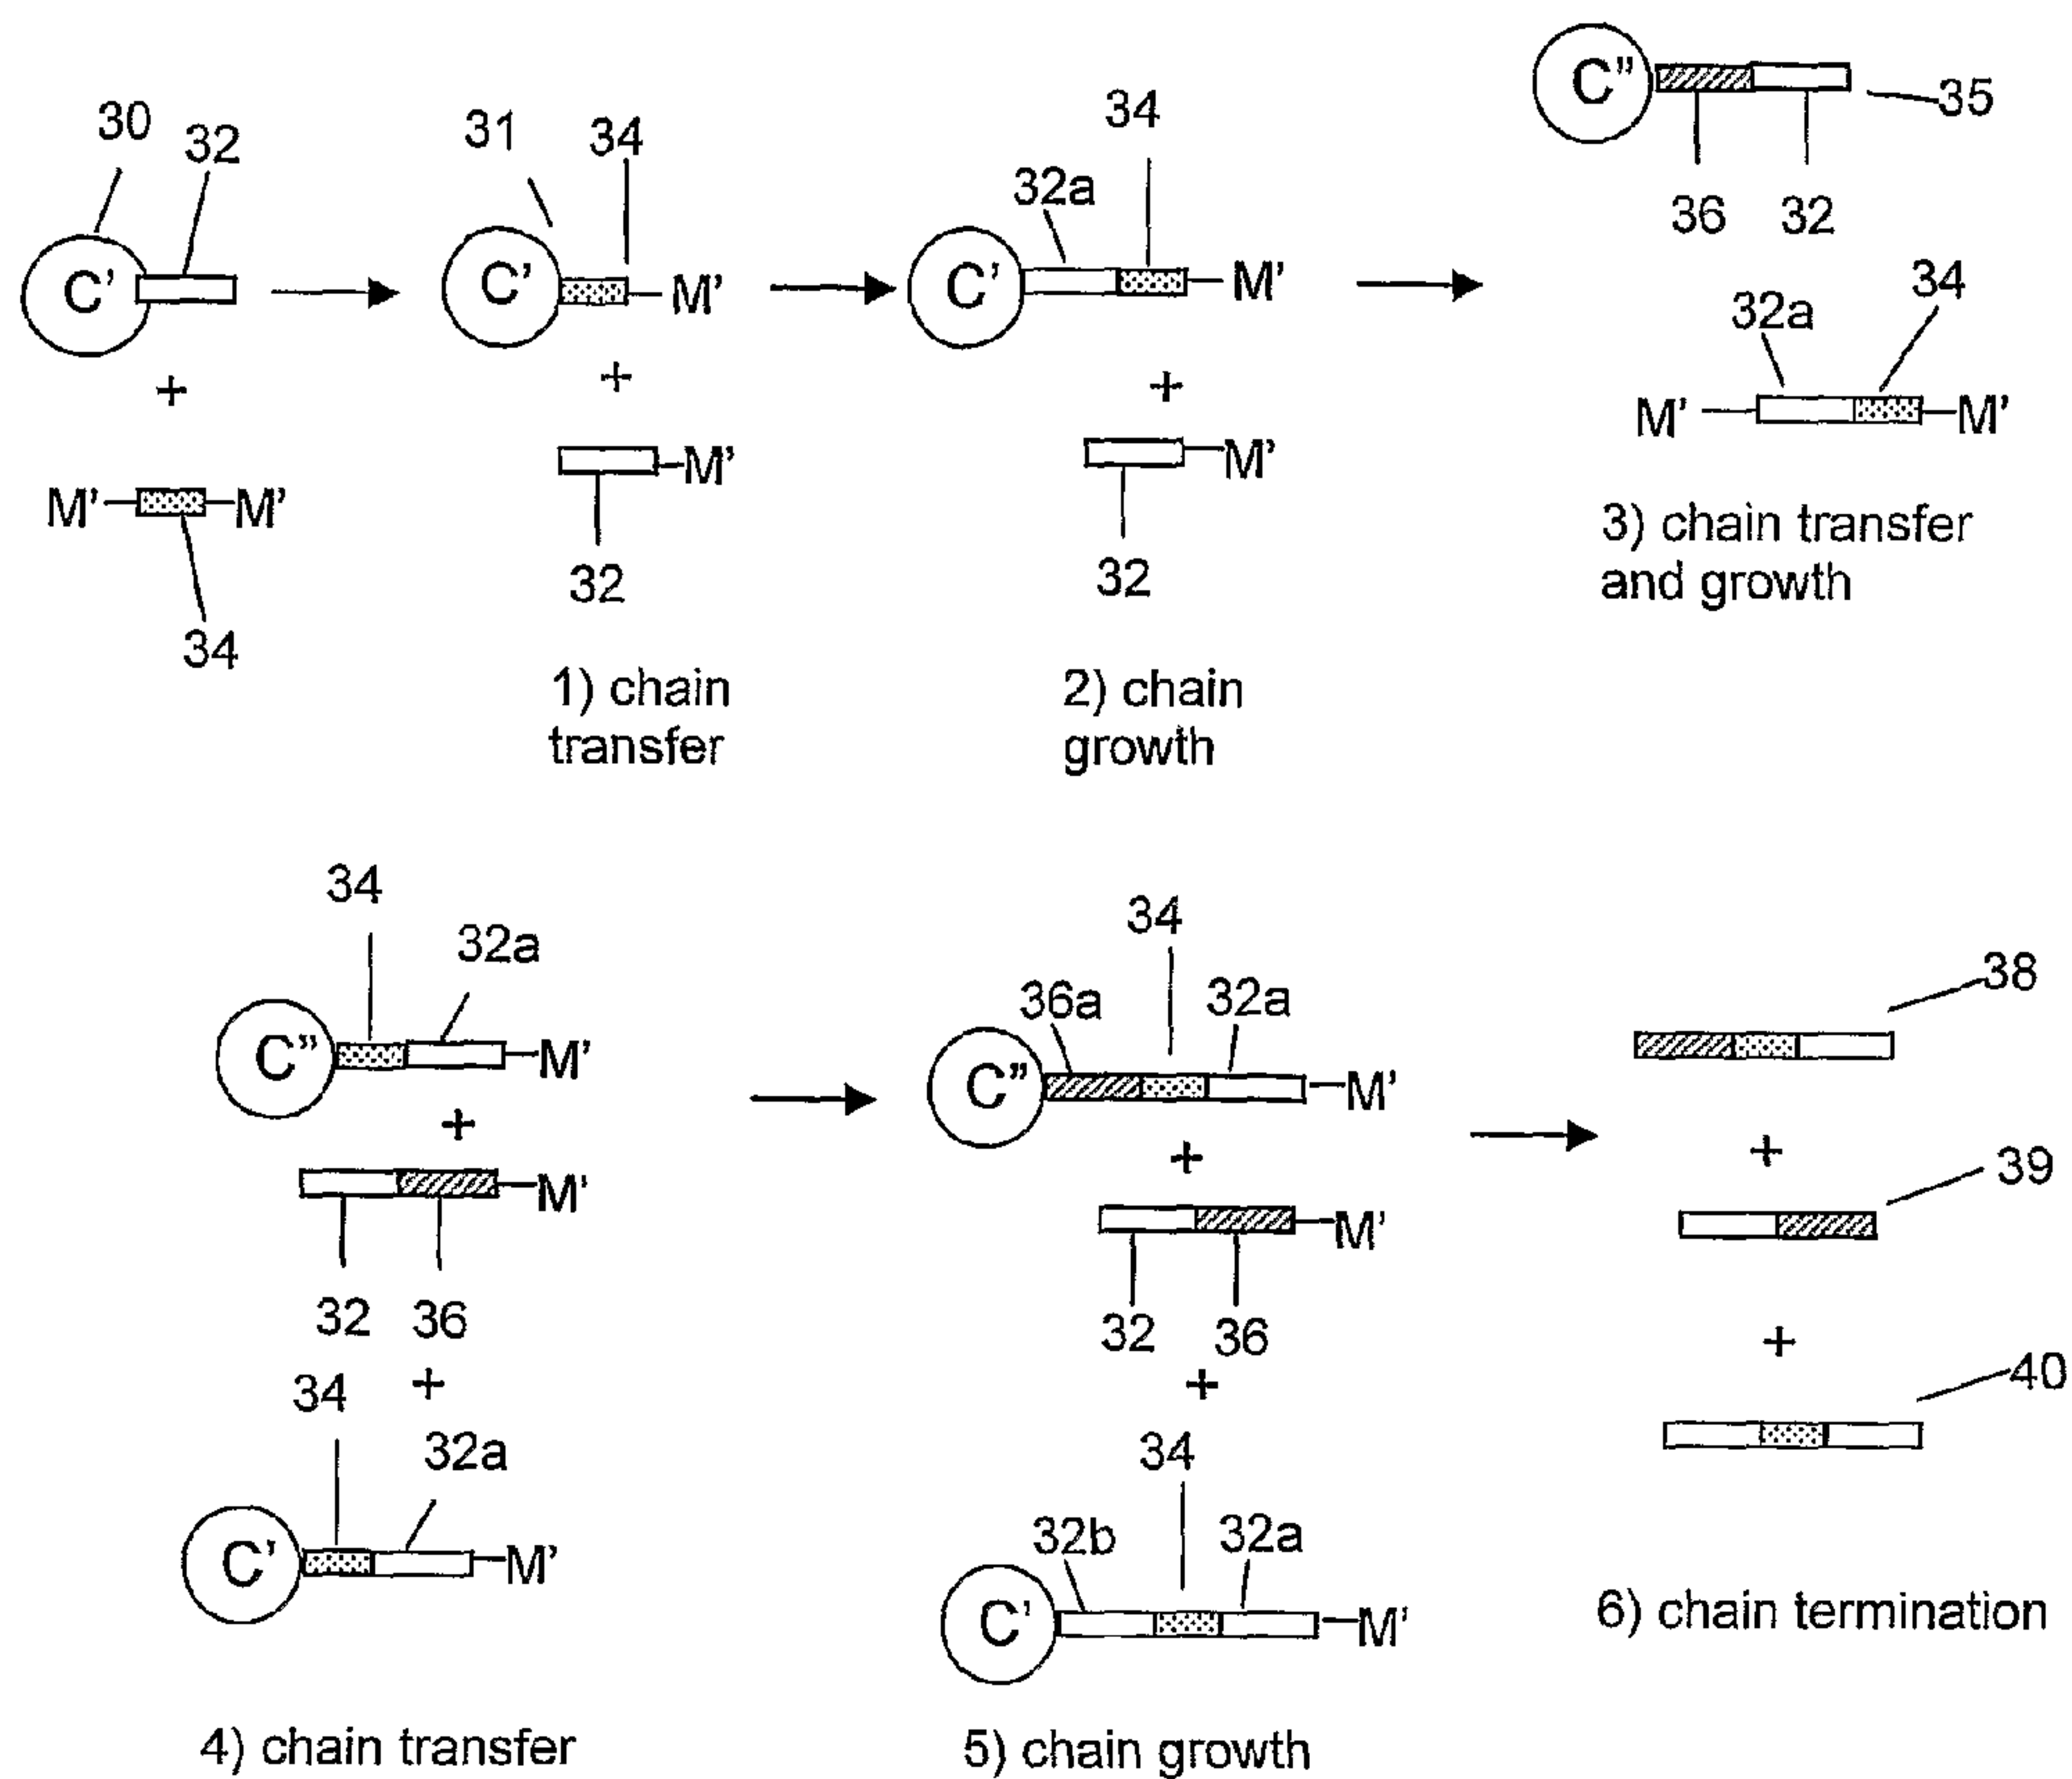 30
32
C'
+
M' M'
34
31
34
C' M'
+
M'
32
1) chain
transfer
34
32a
C' M'
+
M'
32
2) chain
growth
C"
35
36 32
34
32a
M' M'
3) chain transfer
and growth
34
32a
C" M'
+
M'
32 36
34 +
32a
C' M'
4) chain transfer
34
36a 32a
C" M'
+
M'
32 36
+
34
32b 32a
C' M'
5) chain growth
38
+
39
+
40
6) chain termination